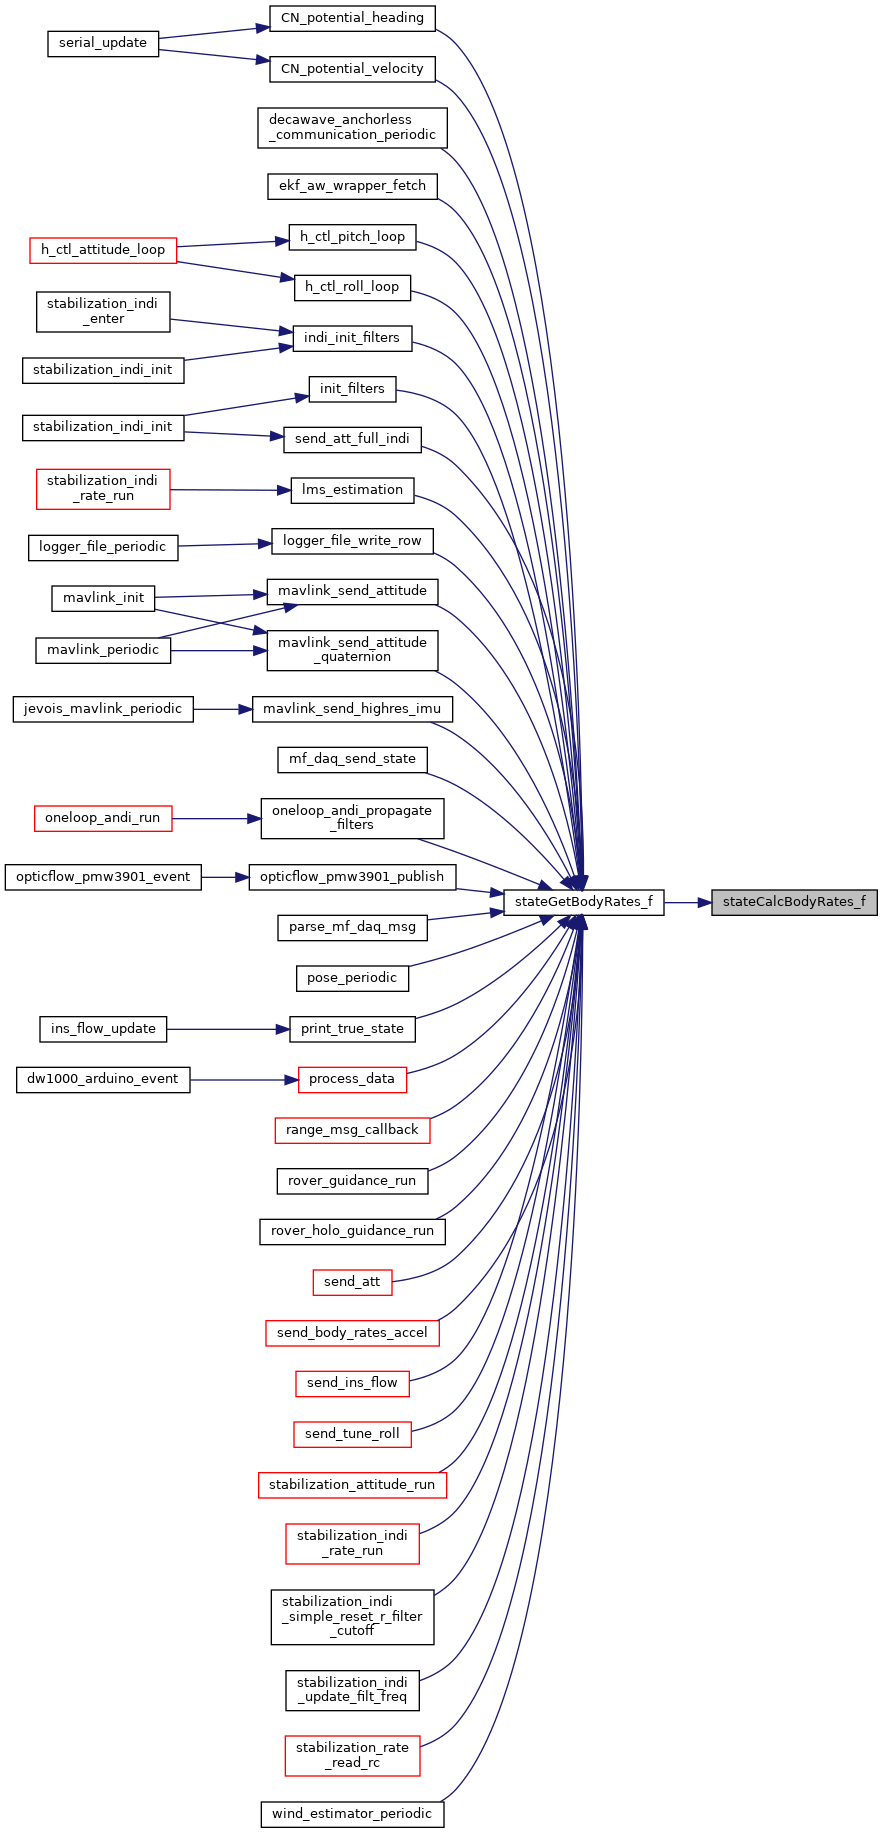 CN_potential_heading
serial_update
CN_potential_velocity
decawave_anchorless
_communication_periodic
ekf_aw_wrapper_fetch
h_ctl_pitch_loop
h_ctl_attitude_loop
h_ctl_roll_loop
stabilization_indi
_enter
indi_init_filters
stabilization_indi_init
init_filters
stabilization_indi_init
send_att_full_indi
stabilization_indi
_rate_run
lms_estimation
logger_file_periodic
logger_file_write_row
mavlink_init
mavlink_send_attitude
mavlink_periodic
mavlink_send_attitude
_quaternion
jevois_mavlink_periodic
mavlink_send_highres_imu
mf_daq_send_state
oneloop_andi_run
oneloop_andi_propagate
_filters
opticflow_pmw3901_event
opticflow_pmw3901_publish
stateGetBodyRates_f
stateCalcBodyRates_f
parse_mf_daq_msg
pose_periodic
ins_flow_update
print_true_state
dw1000_arduino_event
process_data
range_msg_callback
rover_guidance_run
rover_holo_guidance_run
send_att
send_body_rates_accel
send_ins_flow
send_tune_roll
stabilization_attitude_run
stabilization_indi
_rate_run
stabilization_indi
_simple_reset_r_filter
_cutoff
stabilization_indi
_update_filt_freq
stabilization_rate
_read_rc
wind_estimator_periodic